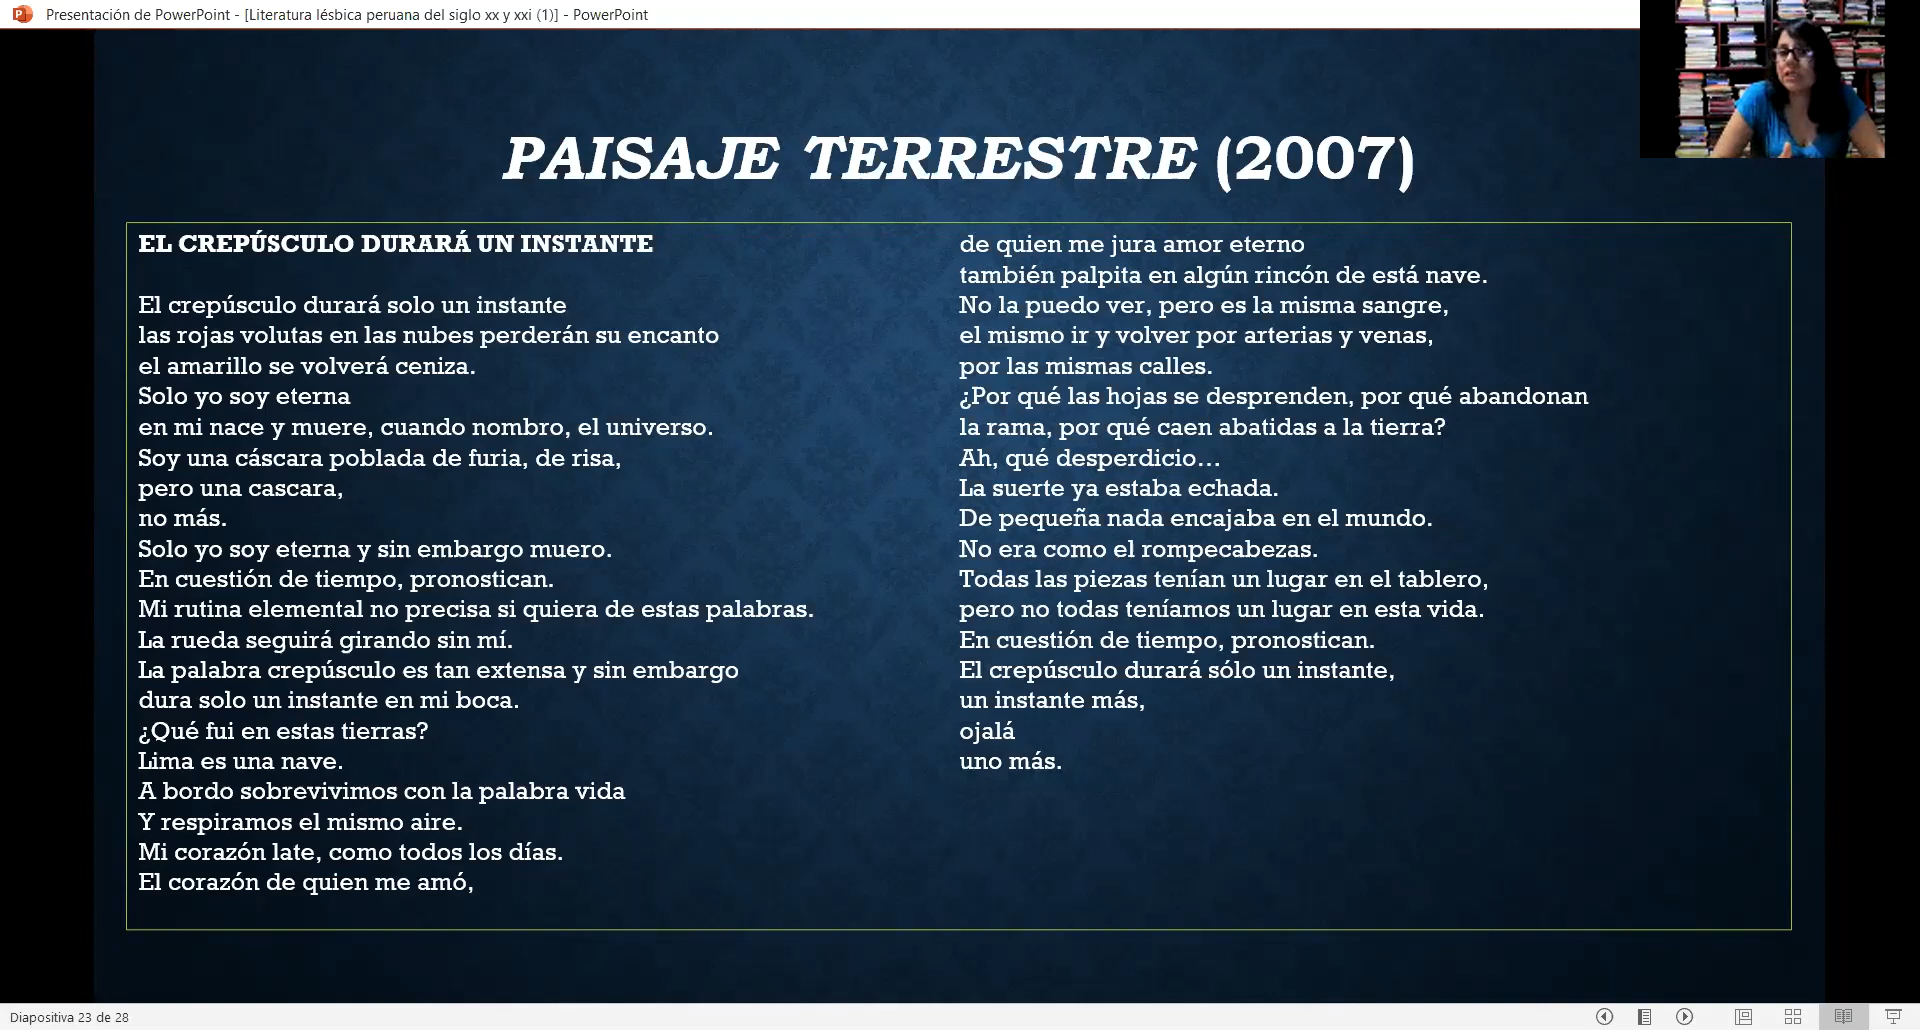 Presentación de PowerPoint - [Literatura lésbica peruana del siglo xx y xxi (1)] - PowerPoint
PAISAJE TERRESTRE (2007)
EL CREPÚSCULO DURARÁ UN INSTANTE
El crepúsculo durará solo un instante
las rojas volutas en las nubes perderán su encanto
el amarillo se volverá ceniza.
Solo yo soy eterna
en mi nace y muere, cuando nombro, el universo.
Soy una cáscara poblada de furia, de risa,
pero una cascara,
no más.
Solo yo soy eterna y sin embargo muero.
En cuestión de tiempo, pronostican.
Mi rutina elemental no precisa si quiera de estas palabras.
La rueda seguirá girando sin mí.
La palabra crepúsculo es tan extensa y sin embargo
dura solo un instante en mi boca.
¿Qué fui en estas tierras?
Lima es una nave.
A bordo sobrevivimos con la palabra vida
Y respiramos el mismo aire.
Mi corazón late, como todos los días.
El corazón de quien me amó,
de quien me jura amor eterno
también palpita en algún rincón de está nave.
No la puedo ver, pero es la misma sangre,
el mismo ir y volver por arterias y venas,
por las mismas calles.
¿Por qué las hojas se desprenden, por qué abandonan
la rama, por qué caen abatidas a la tierra?
Ah, qué desperdicio…
La suerte ya estaba echada.
De pequeña nada encajaba en el mundo.
No era como el rompecabezas.
Todas las piezas tenían un lugar en el tablero,
pero no todas teníamos un lugar en esta vida.
En cuestión de tiempo, pronostican.
El crepúsculo durará sólo un instante,
un instante más,
ojalá
uno más.
Diapositiva 23 de 28